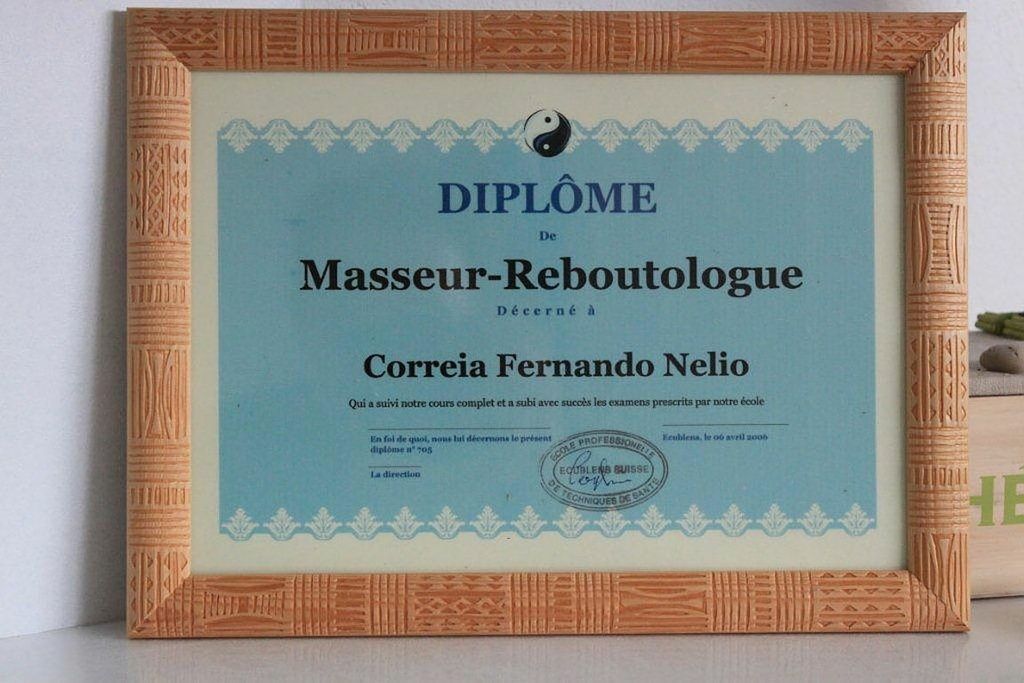 DIPLÔME
De
Masseur-Reboutologue
Décerné à
Correia Fernando Nelio
Qui a suivi notre cours complet et a subi avec succès les examens prescrits par notre école
En foi de quoi, nous lui décernons le présent
diplôme n° 705
La direction
Ecublens, le 06 avril 2006
ECOLE PROFESSIONELLE
ECUBLENS SUISSE
DE TECHNIQUES DE SANTE
HÉ